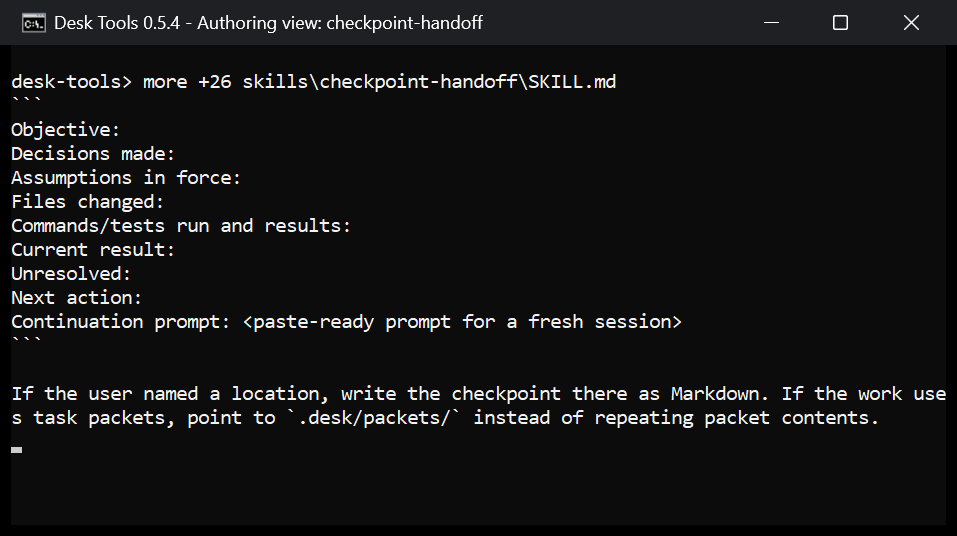 Desk Tools 0.5.4 - Authoring view: checkpoint-handoff
desk-tools> more +26 skills\checkpoint-handoff\SKILL.md
```
Objective:
Decisions made:
Assumptions in force:
Files changed:
Commands/tests run and results:
Current result:
Unresolved:
Next action:
Continuation prompt: <paste-ready prompt for a fresh session>
```
If the user named a location, write the checkpoint there as Markdown. If the work use
s task packets, point to `.desk/packets/` instead of repeating packet contents.